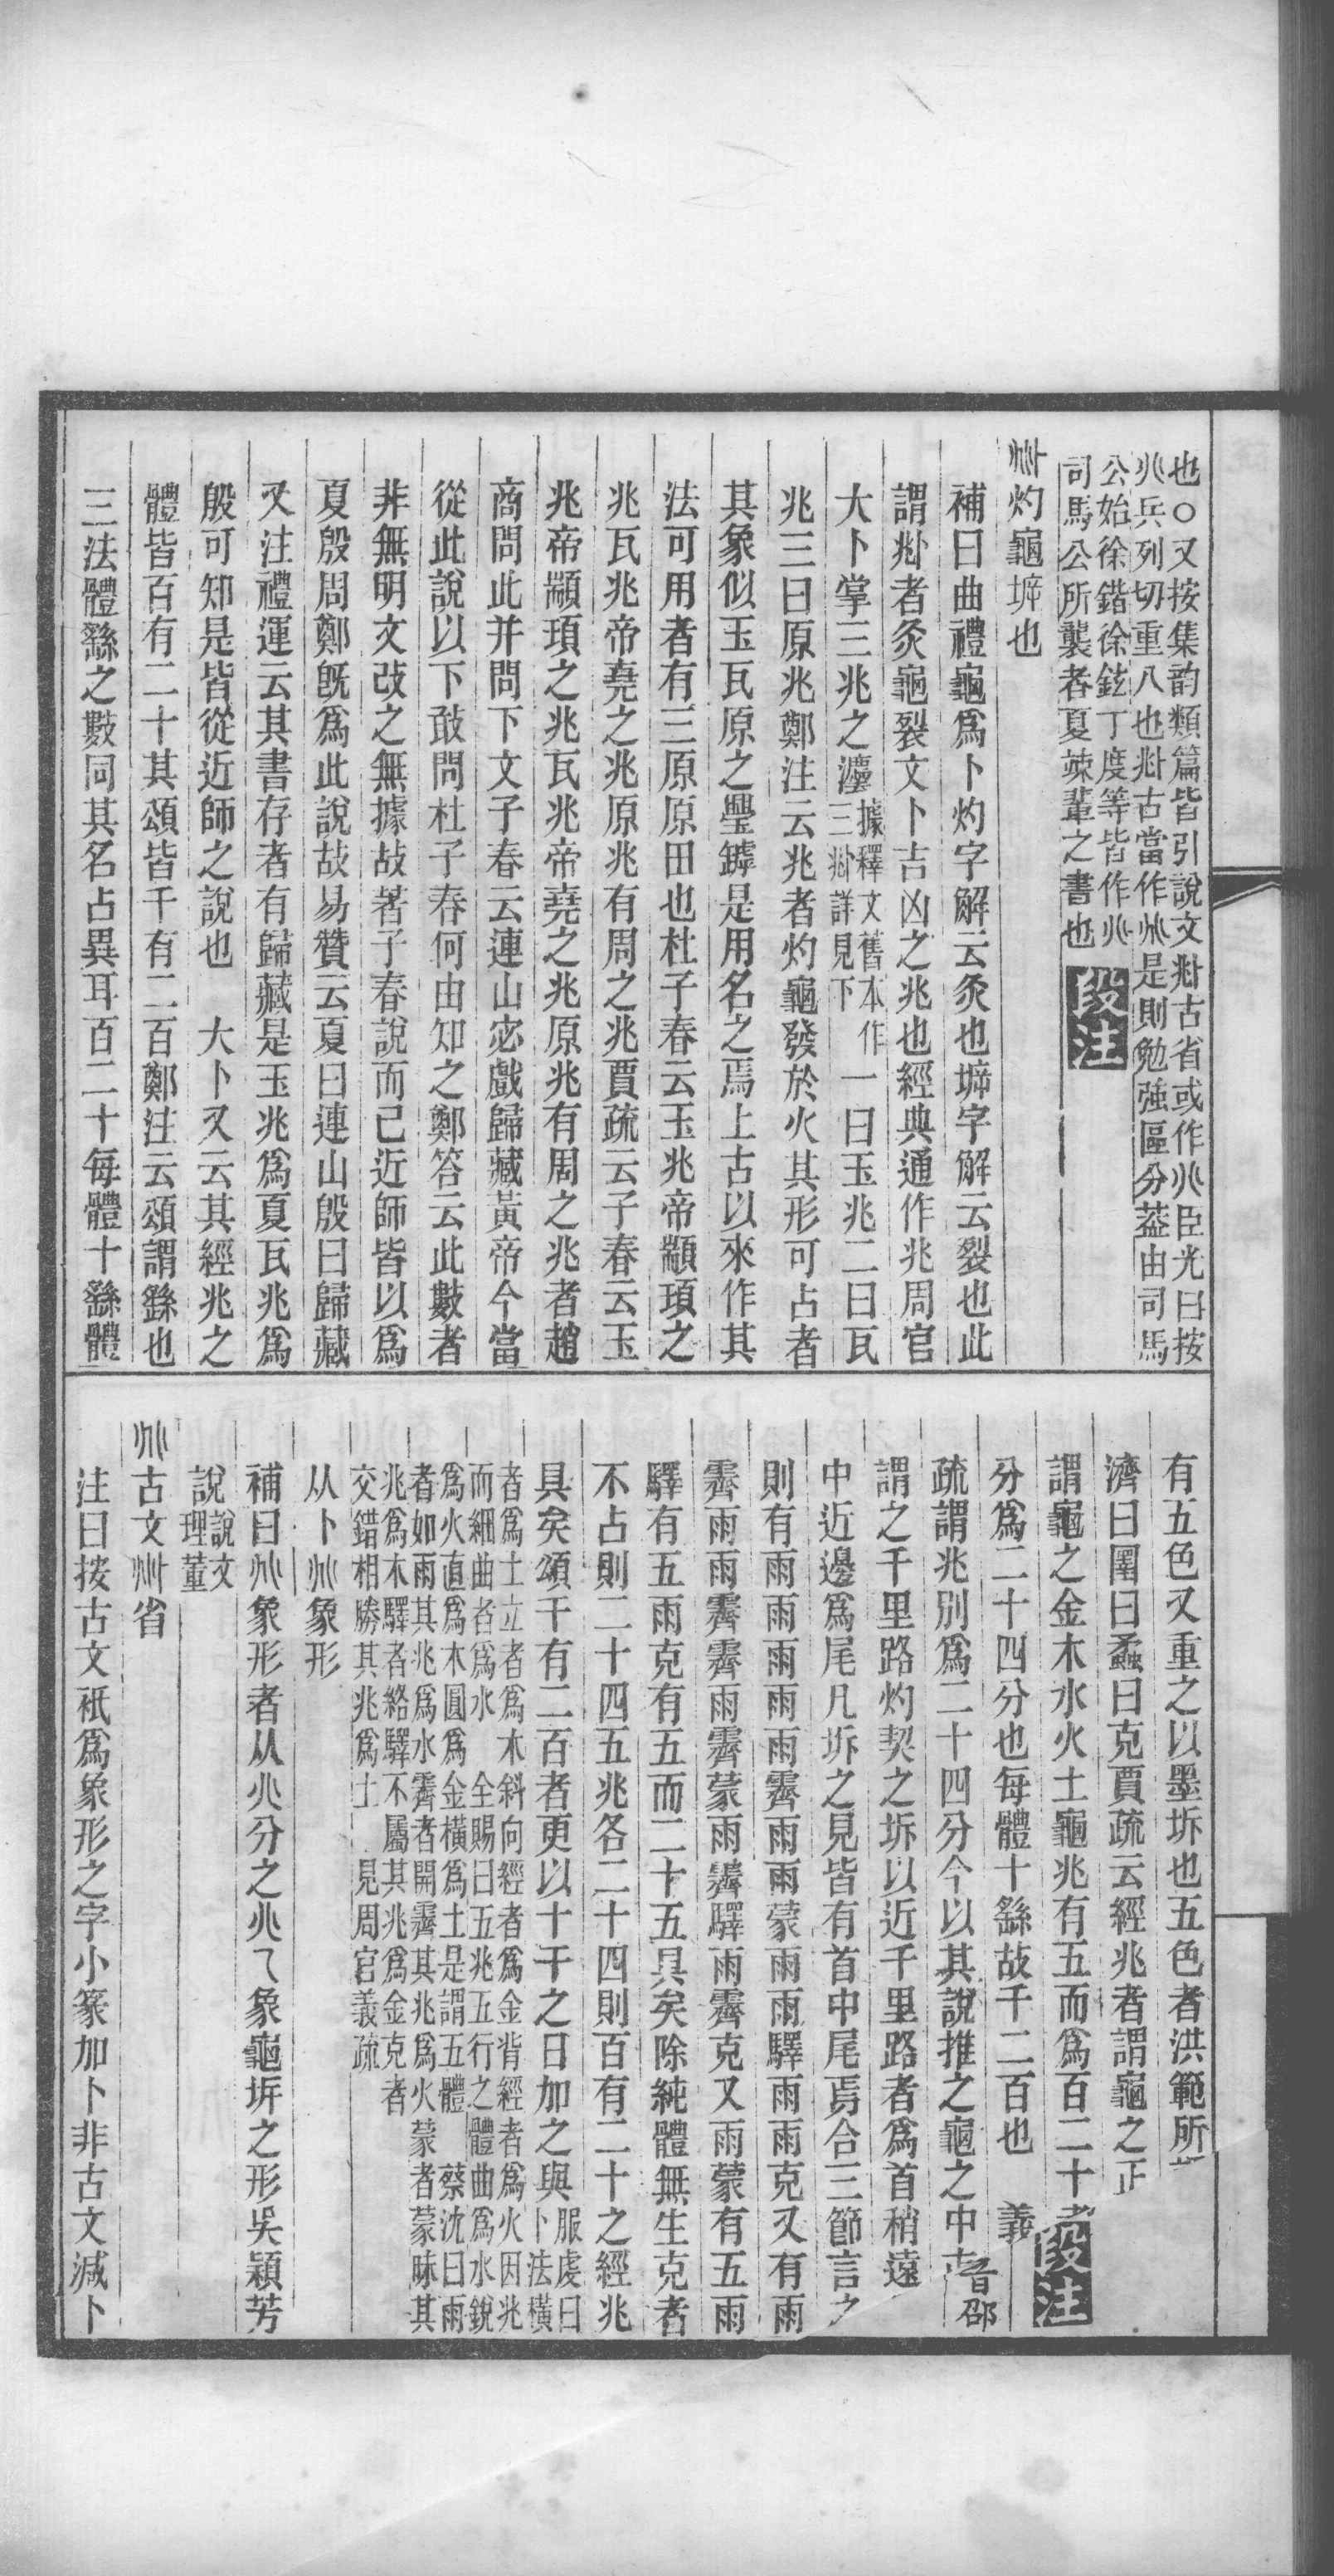 也○又按集韵類篇皆引說文𠧞古省或作𠔁臣光曰按
𠔁兵列切重八也𠧞古當作𠧞是則勉強區分葢由司馬
公始徐鍇徐鉉丁度等皆作𠔁
司馬公所襲者夏竦輩之書也段注
𠧞灼龜㙤也
補曰曲禮龜爲卜灼字解云灸也㙤字解云裂也此
謂𠧞者灸龜裂文卜吉凶之兆也經典通作兆周官
大卜掌三兆之灋據釋文舊本作
三𠧞詳見下一曰玉兆二曰瓦
兆三曰原兆鄭注云兆者灼龜發於火其形可占者
其象似玉瓦原之璺罅是用名之焉上古以來作其
法可用者有三原原田也杜子春云玉兆帝顓頊之
兆瓦兆帝堯之兆原兆有周之兆賈疏云子春云玉
兆帝顓頊之兆瓦兆帝堯之兆原兆有周之兆者趙
商問此并問下文子春云連山宓戲歸藏黃帝今當
從此說以下敢問杜子春何由知之鄭答云此數者
非無明文改之無據故著子春說而已近師皆以爲
夏殷周鄭旣爲此說故易贊云夏曰連山殷曰歸藏
又注禮運云其書存者有歸藏是玉兆爲夏瓦兆爲
殷可知是皆從近師之說也 大卜又云其經兆之
體皆百有二十其頌皆千有二百鄭注云頌謂繇也
三法體繇之數同其名占異耳百二十每體十繇體
有五色又重之以墨坼也五色者洪範所
濟曰圛曰蟊曰克賈疏云經兆者謂龜之正
謂龜之金木水火土龜兆有五而爲百二十者段注
分爲二十四分也每體十繇故千二百也 義
疏謂兆別爲二十四分今以其說推之龜之中 晉邵
謂之千里路灼契之坼以近千里路者爲首稍遠
中近邊爲尾凡坼之見皆有首中尾焉合三節言之
則有雨雨雨雨雨霽雨雨蒙雨雨驛雨雨克又有雨
霽雨雨霽霽雨霽蒙雨霽驛雨霽克又雨蒙有五雨
驛有五雨克有五而二十五具矣除純體無生克者
不占則二十四五兆各二十四則百有二十之經兆
具矣頌千有二百者更以十干之日加之與服虔曰
卜法橫
者爲土立者爲木斜向經者爲金背經者爲火因兆
而細曲者爲水 全賜曰五兆五行之體曲爲水銳
爲火直爲木圓爲金橫爲土是謂五體 蔡沈曰雨
者如雨其兆爲水霽者開霽其兆爲火蒙者蒙昧其
兆爲木驛者絡驛不屬其兆爲金克者
交錯相勝其兆爲土 見周官義疏
从卜𠧞象形
補曰𠧞象形者从𠔁分之𠔁乁象龜坼之形吳穎芳
說說文
理董
𠧞古文𠧞省
注曰按古文衹爲象形之字小篆加卜非古文減卜